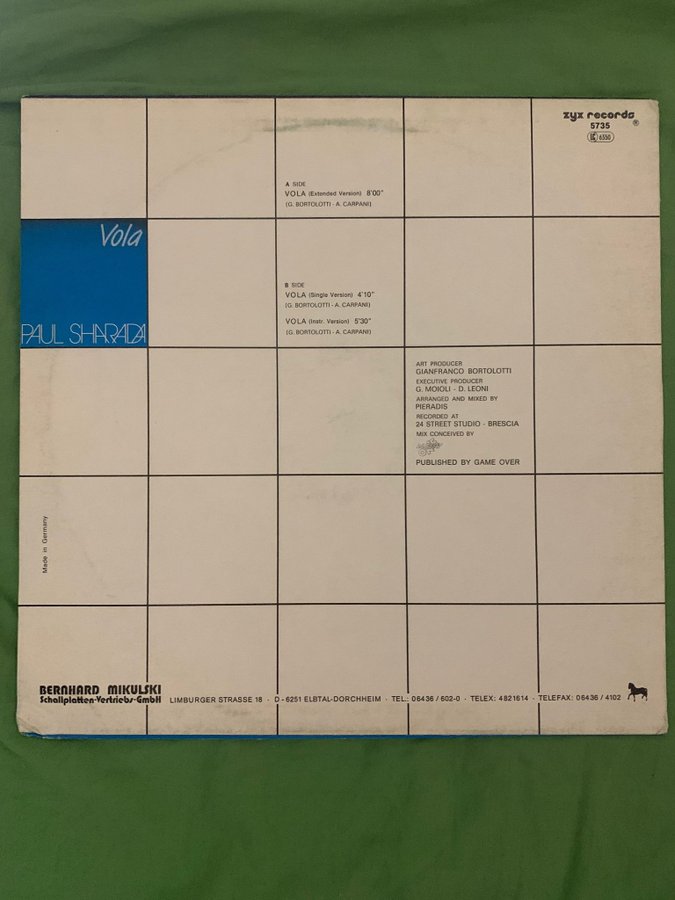 zyx records
5735
®
LC 6350
A SIDE
VOLA (Extended Version) 8'00"
(G. BORTOLOTTI - A. CARPANI)
Vola
PAUL SHARADA
B SIDE
VOLA (Single Version) 4'10"
(G. BORTOLOTTI - A. CARPANI)
VOLA (Instr. Version) 5'30"
(G. BORTOLOTTI - A. CARPANI)
ART PRODUCER
GIANFRANCO BORTOLOTTI
EXECUTIVE PRODUCER
G. MOIOLI - D. LEONI
ARRANGED AND MIXED BY
PIERADIS
RECORDED AT
24 STREET STUDIO - BRESCIA
MIX CONCEIVED BY
PUBLISHED BY GAME OVER
Made in Germany
BERNHARD MIKULSKI
Schallplatten-Vertriebs-GmbH
LIMBURGER STRASSE 18 · D-6251 ELBTAL-DORCHHEIM · TEL.: 06436 / 602-0 · TELEX: 4821614 · TELEFAX: 06436 / 4102